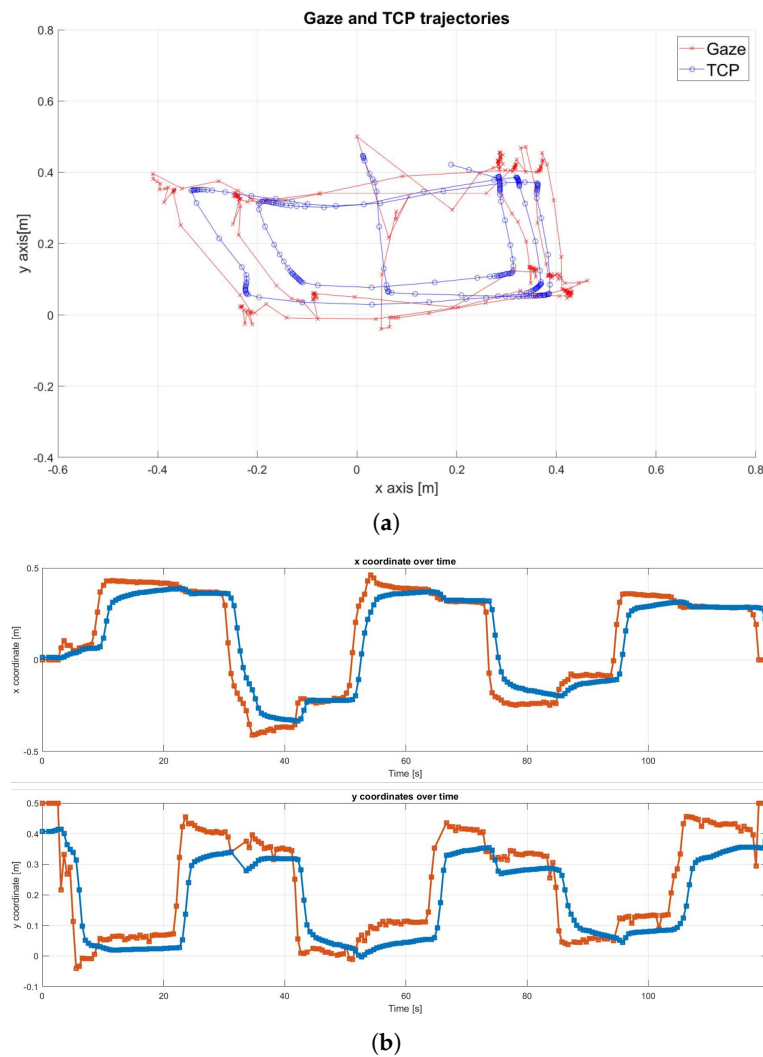 Gaze and TCP trajectories
0.8
Gaze
TCP
0.6
0.4
0.2
0
0.2
0.4
y axis[m]
-0.6 -0.4 -0.2 0 0.2 0.4 0.6 0.8
x axis [m]
(a)
x coordinate over time
0.5
0
-0.5
x coordinate [m]
0 20 40 60 80 100
Time [s]
y coordinates over time
0.5
0.4
0.3
0.2
0.1
0
-0.1
y coordinate [m]
0 20 40 60 80 100
Time [s]
(b)